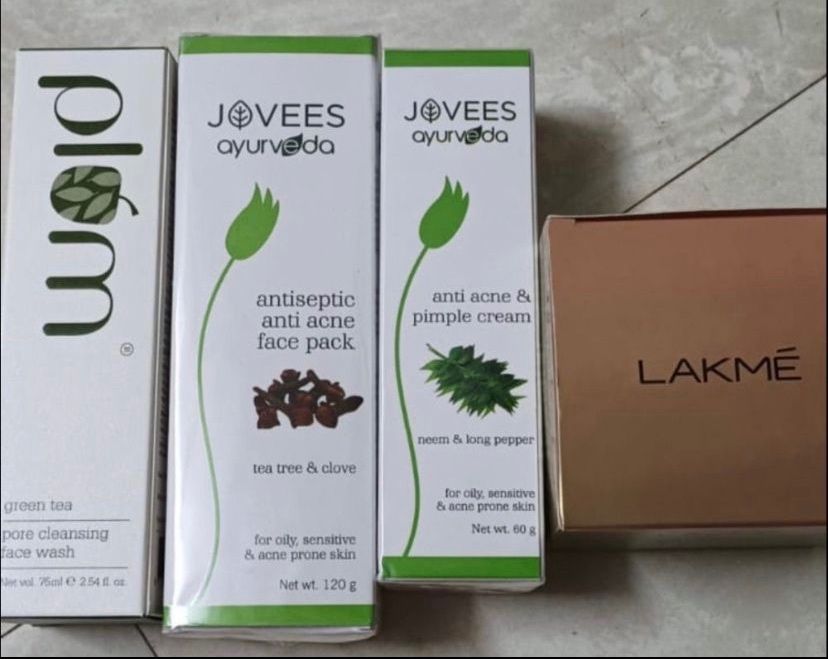 plum
®
green tea
pore cleansing
face wash
Net vol. 75ml e 2.54 fl. oz.
JOVEES
ayurveda
antiseptic
anti acne
face pack
tea tree & clove
for oily, sensitive
& acne prone skin
Net wt. 120 g
JOVEES
ayurveda
anti acne &
pimple cream
neem & long pepper
for oily, sensitive
& acne prone skin
Net wt. 60 g
LAKMÉ